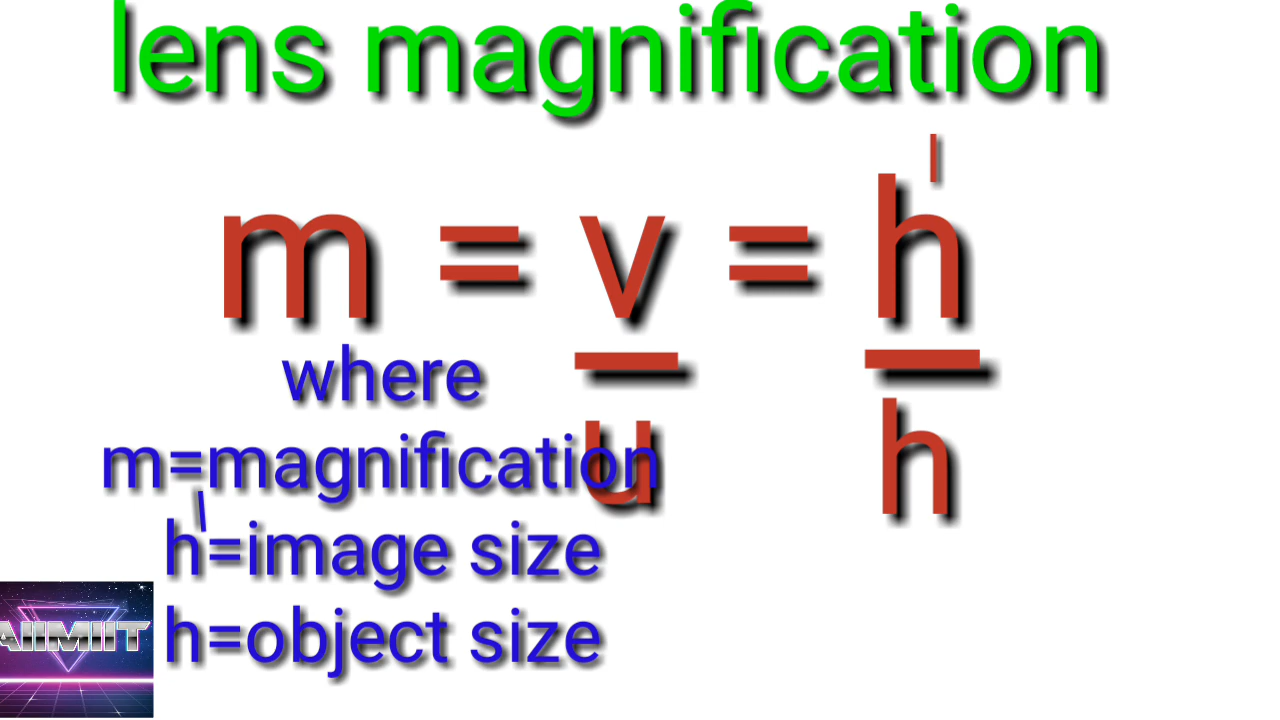 lens magnification
m = v = h'
u h
where
m=magnification
h'=image size
h=object size
AIIMIIT